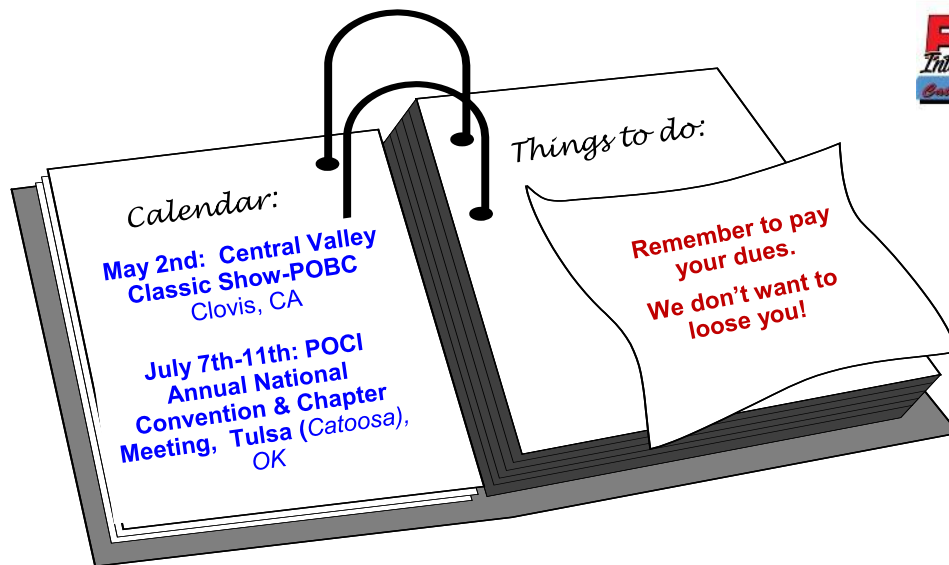 Calendar:
May 2nd: Central Valley
Classic Show-POBC
Clovis, CA
July 7th-11th: POCI
Annual National
Convention & Chapter
Meeting, Tulsa (Catoosa),
OK
Things to do:
Remember to pay
your dues.
We don’t want to
loose you!